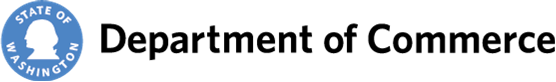 STATE OF
WASHINGTON
Department of Commerce